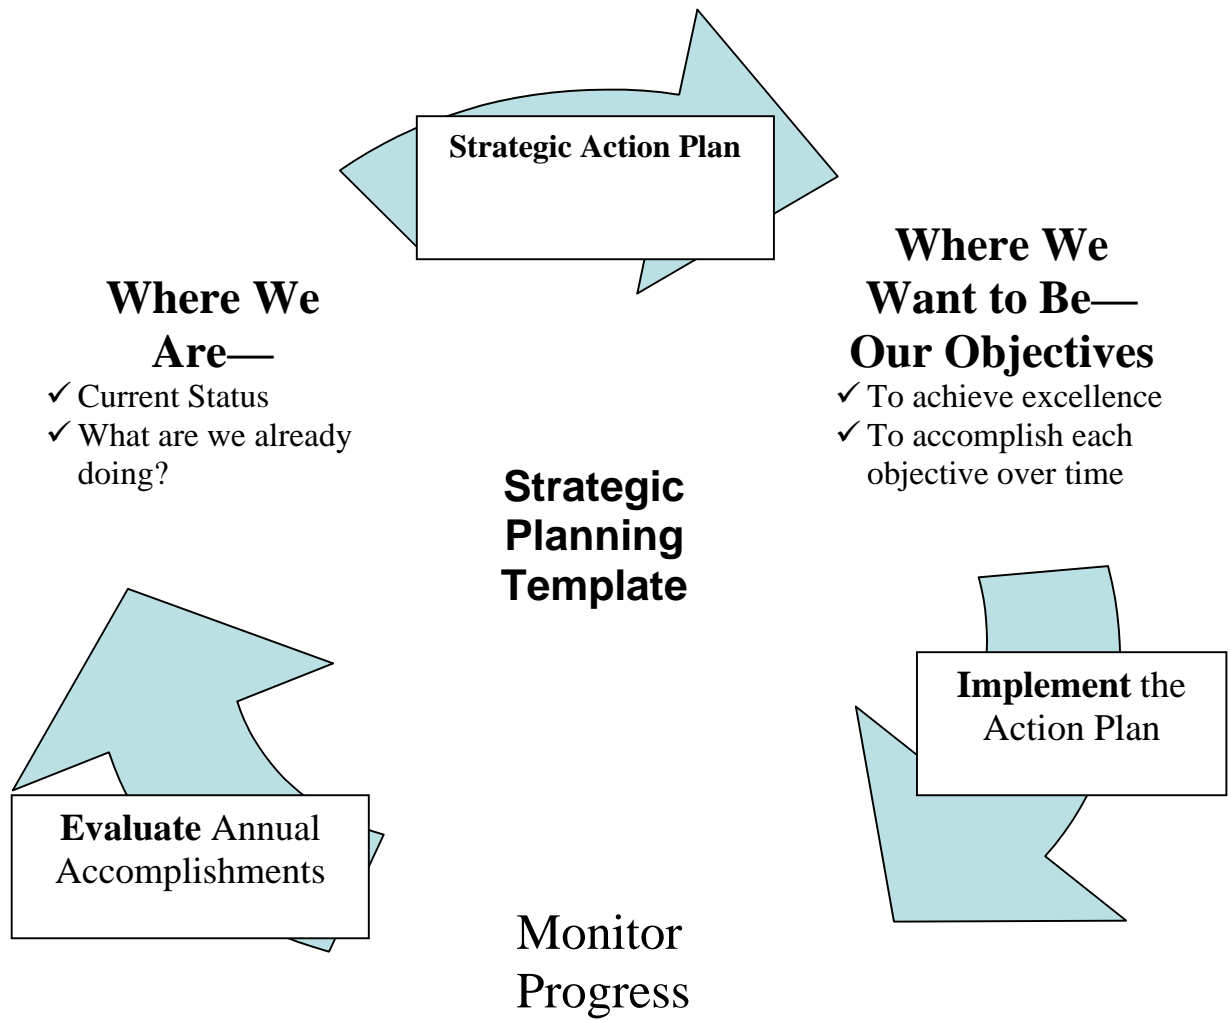 Strategic Action Plan
Where We
Are—
✓ Current Status
✓ What are we already
doing?
Where We
Want to Be—
Our Objectives
✓ To achieve excellence
✓ To accomplish each
objective over time
Strategic
Planning
Template
Implement the
Action Plan
Evaluate Annual
Accomplishments
Monitor
Progress